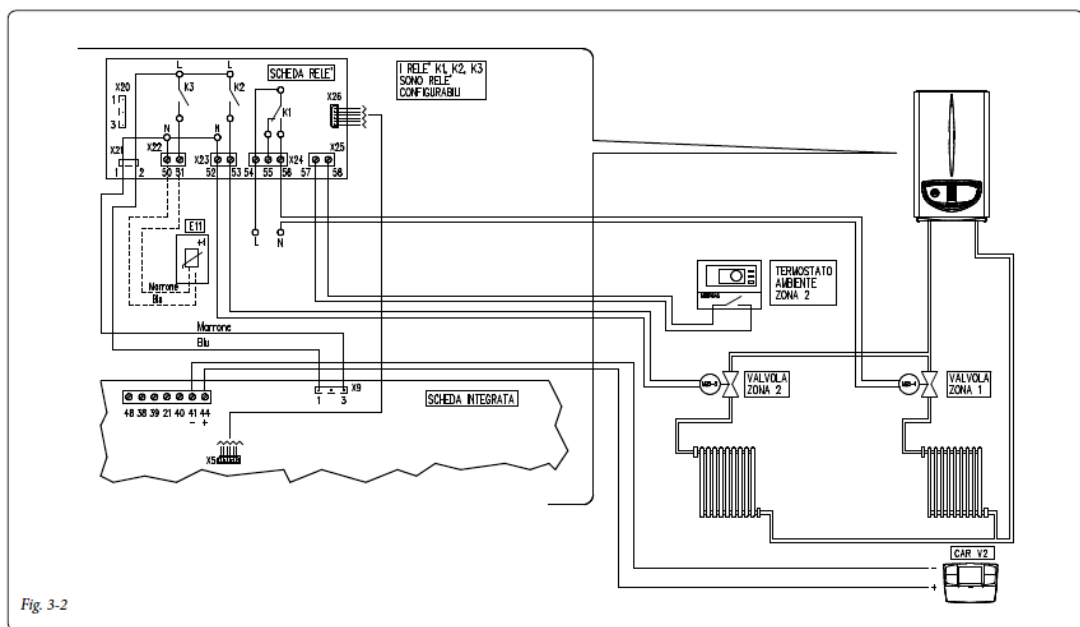 L
L
SCHEDA RELE'
I RELE' K1, K2, K3
SONO RELE'
CONFIGURABILI
X20
K3
K2
1
3
K1
X26
N
N
X21
X22
X23
X24
X25
1
2
50
51
52
53
54
55
56
57
58
E11
L
N
Marrone
Blu
TERMOSTATO
AMBIENTE
ZONA 2
Marrone
Blu
X9
1
3
SCHEDA INTEGRATA
VALVOLA
ZONA 2
VALVOLA
ZONA 1
48
38
39
21
40
41
44
-
+
X5
CAR V2
-
+
Fig. 3-2